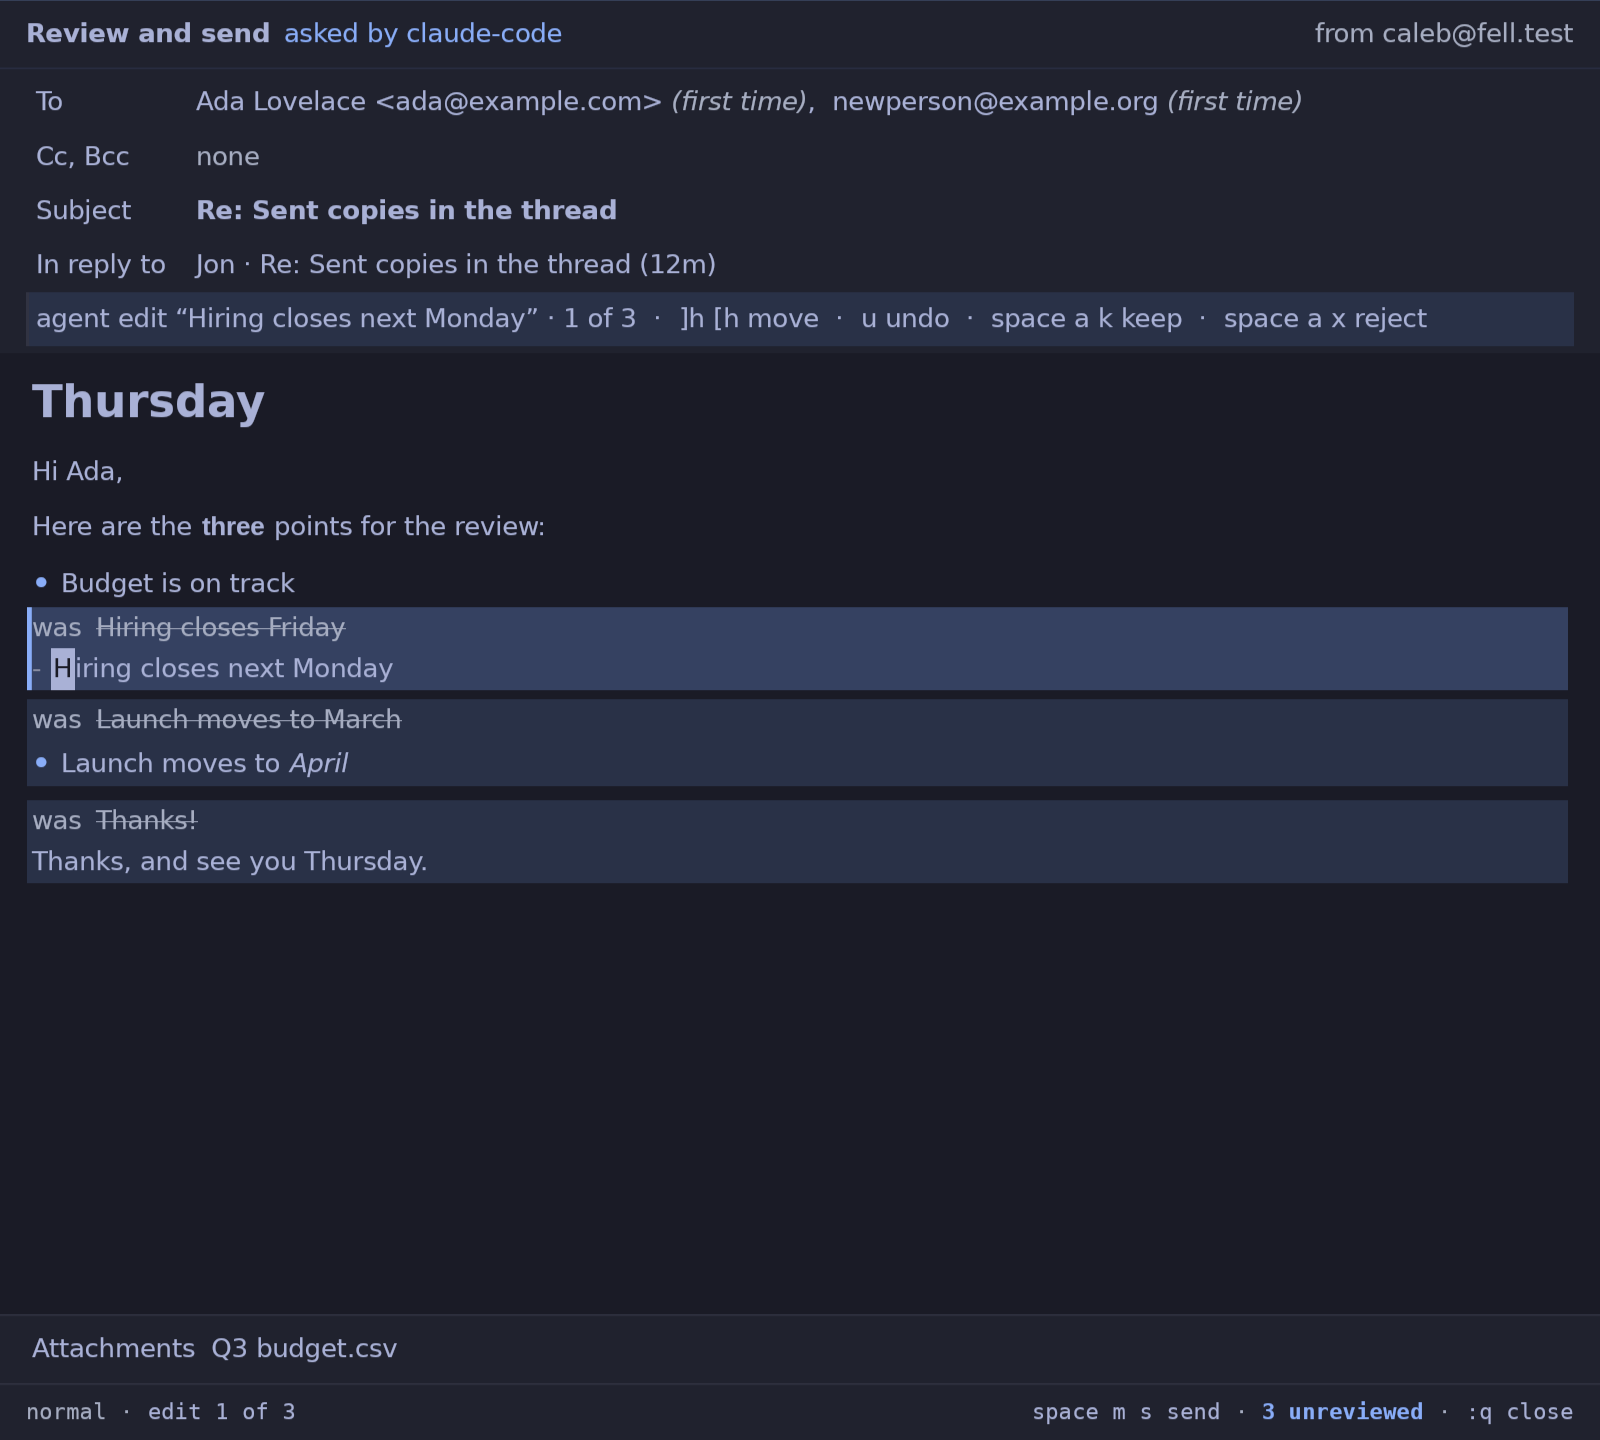 Review and send asked by claude-code from caleb@fell.test
To Ada Lovelace <ada@example.com> (first time), newperson@example.org (first time)
Cc, Bcc none
Subject Re: Sent copies in the thread
In reply to Jon · Re: Sent copies in the thread (12m)
agent edit “Hiring closes next Monday” · 1 of 3 · ]h [h move · u undo · space a k keep · space a x reject
Thursday
Hi Ada,
Here are the three points for the review:
• Budget is on track
was Hiring closes Friday
- Hiring closes next Monday
was Launch moves to March
• Launch moves to April
was Thanks!
Thanks, and see you Thursday.
Attachments Q3 budget.csv
normal · edit 1 of 3 space m s send · 3 unreviewed · :q close